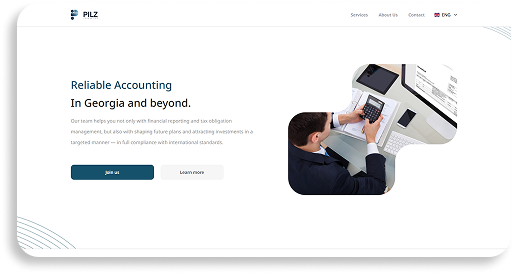 PILZ
Services
About Us
Contact
ENG
Reliable Accounting
In Georgia and beyond.
Our team helps you not only with financial reporting and tax obligation
management, but also with shaping future plans and attracting investments in a
targeted manner — in full compliance with international standards.
Join us
Learn more